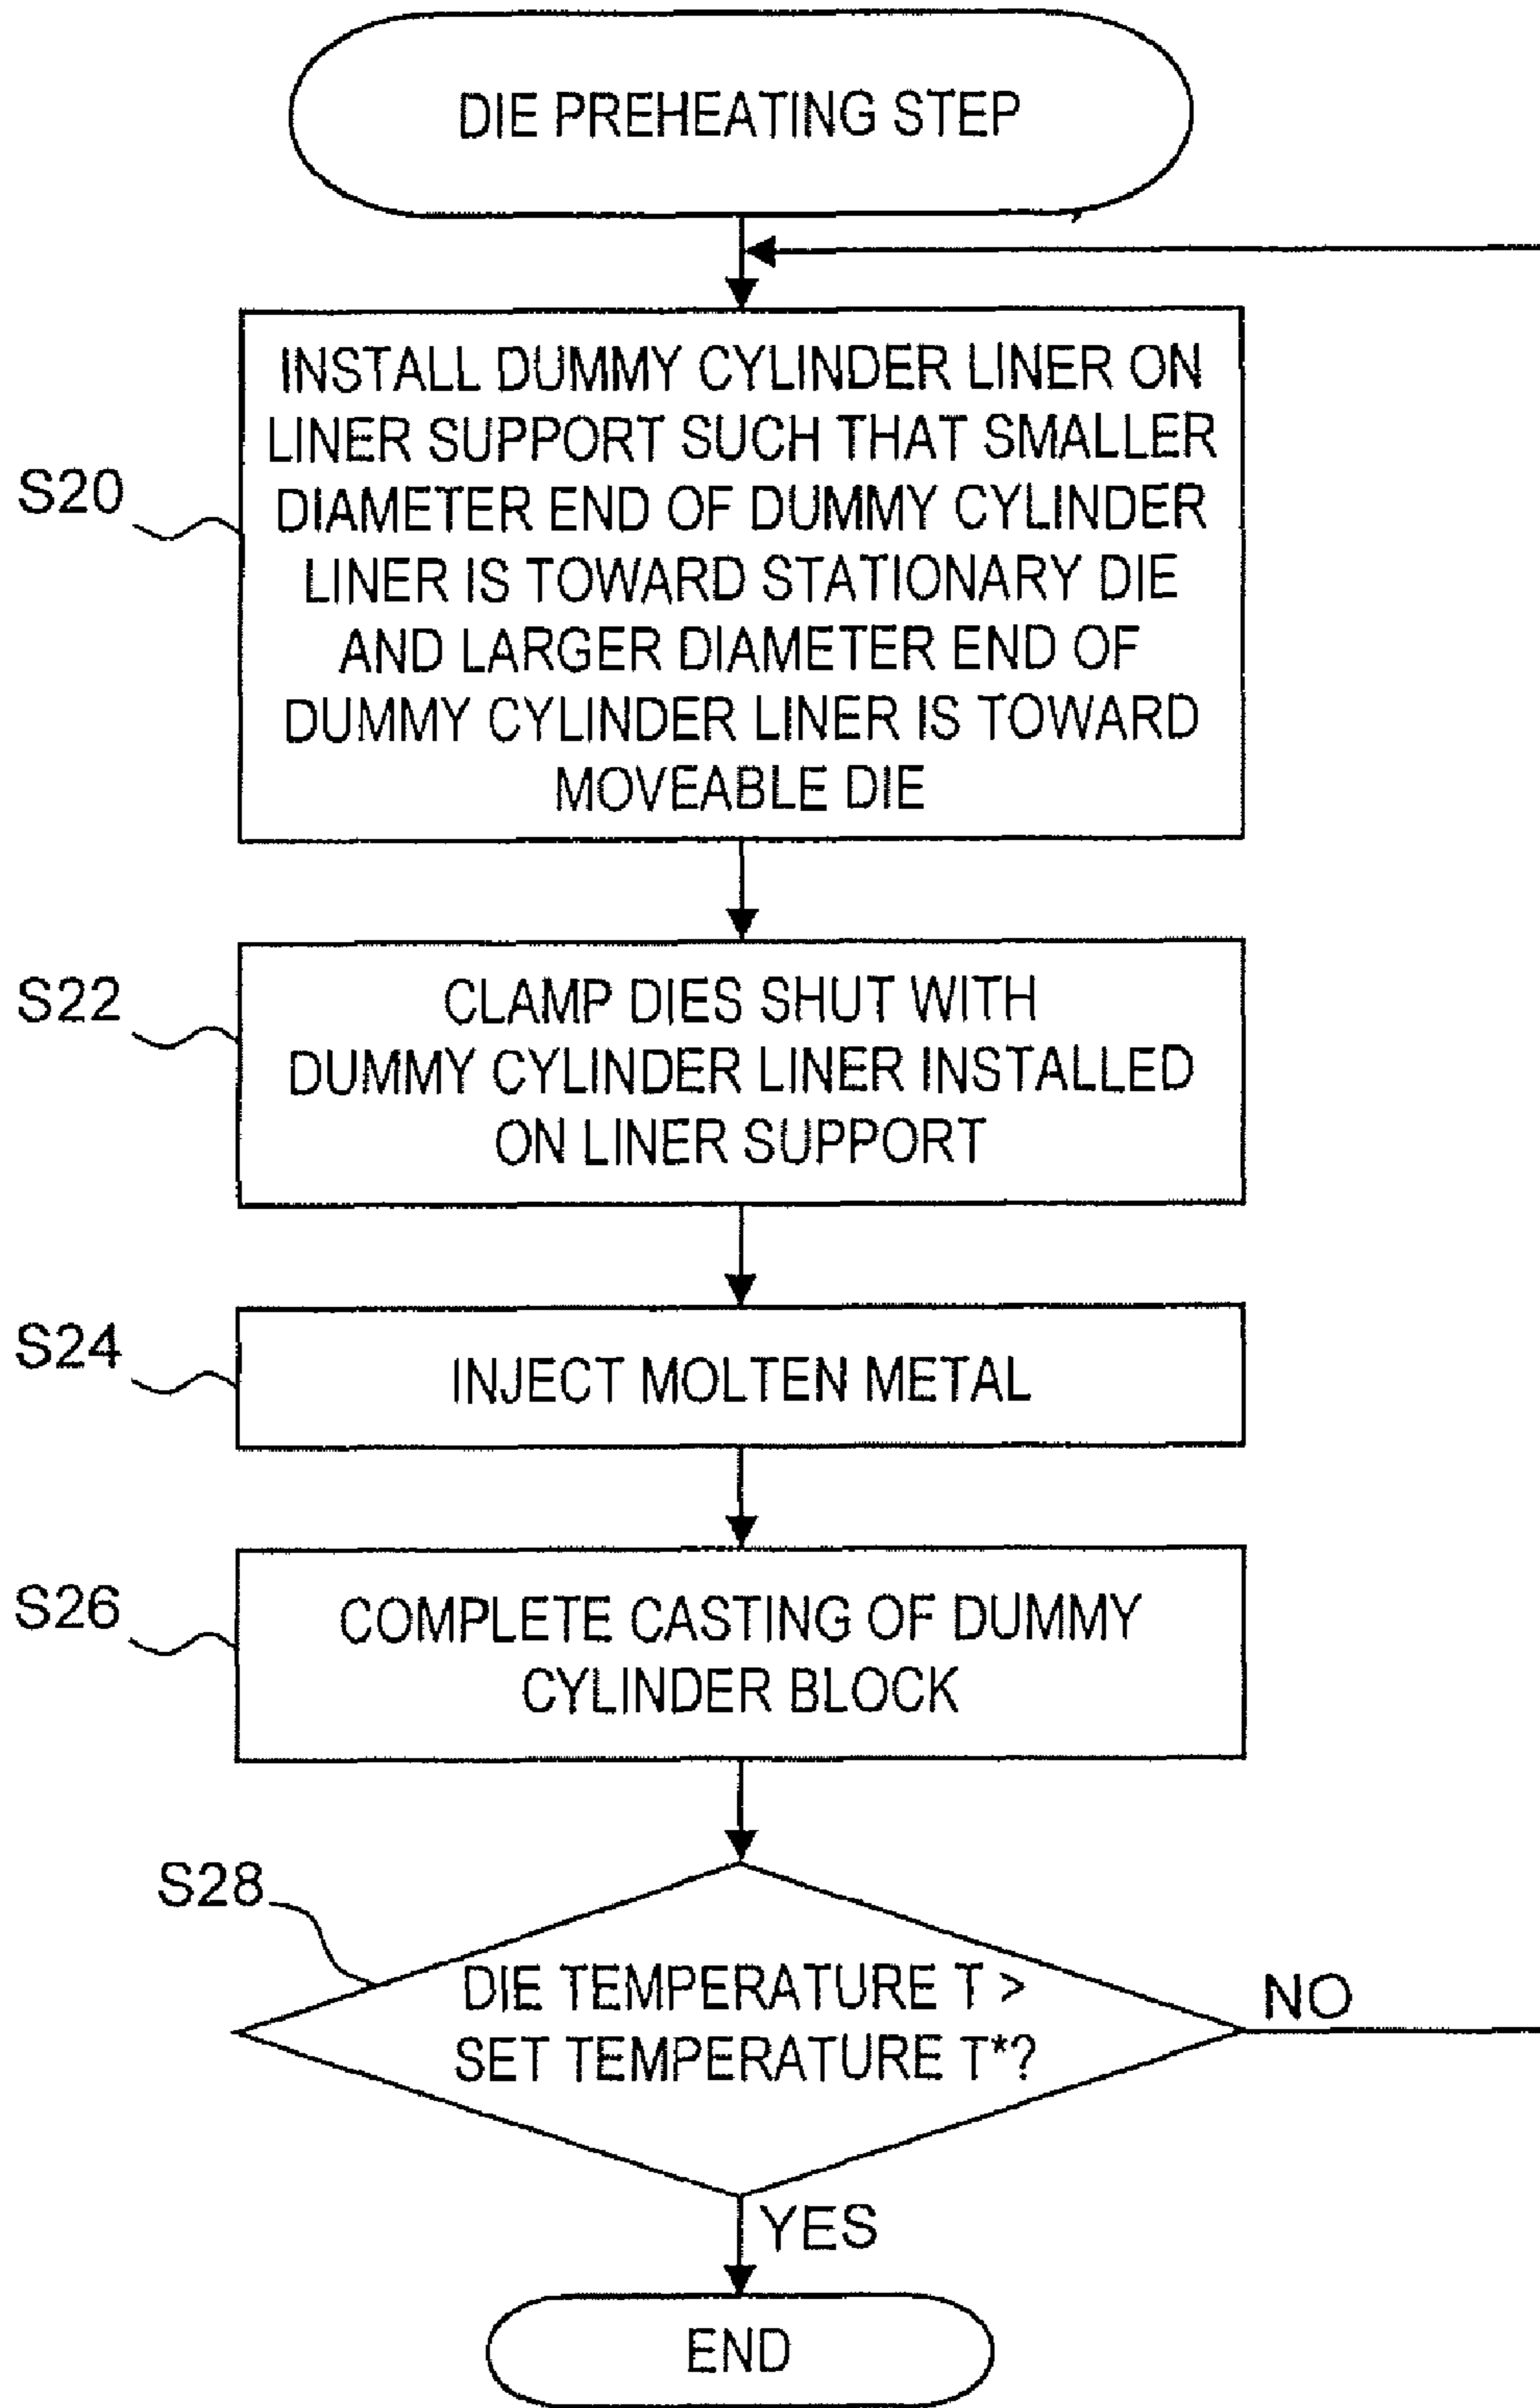 DIE PREHEATING STEP
S20
INSTALL DUMMY CYLINDER LINER ON
LINER SUPPORT SUCH THAT SMALLER
DIAMETER END OF DUMMY CYLINDER
LINER IS TOWARD STATIONARY DIE
AND LARGER DIAMETER END OF
DUMMY CYLINDER LINER IS TOWARD
MOVEABLE DIE
S22
CLAMP DIES SHUT WITH
DUMMY CYLINDER LINER INSTALLED
ON LINER SUPPORT
S24
INJECT MOLTEN METAL
S26
COMPLETE CASTING OF DUMMY
CYLINDER BLOCK
S28
DIE TEMPERATURE T >
SET TEMPERATURE T*?
NO
YES
END